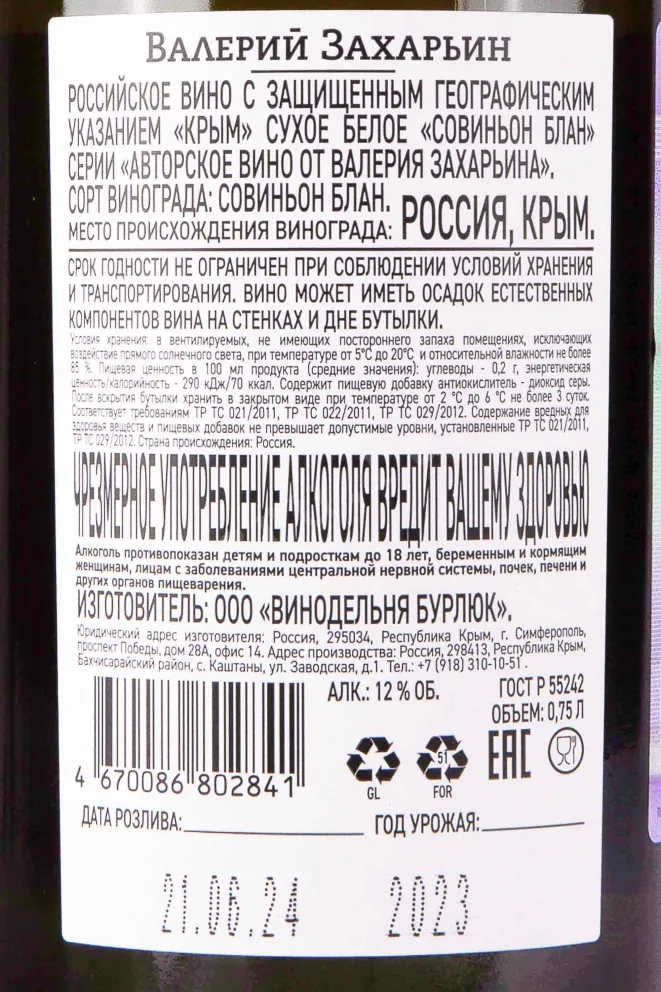 Валерий Захарьин
РОССИЙСКОЕ ВИНО С ЗАЩИЩЕННЫМ ГЕОГРАФИЧЕСКИМ
УКАЗАНИЕМ «КРЫМ» СУХОЕ БЕЛОЕ «СОВИНЬОН БЛАН»
СЕРИИ «АВТОРСКОЕ ВИНО ОТ ВАЛЕРИЯ ЗАХАРЬИНА».
СОРТ ВИНОГРАДА: СОВИНЬОН БЛАН.
МЕСТО ПРОИСХОЖДЕНИЯ ВИНОГРАДА: РОССИЯ, КРЫМ.
СРОК ГОДНОСТИ НЕ ОГРАНИЧЕН ПРИ СОБЛЮДЕНИИ УСЛОВИЙ ХРАНЕНИЯ
И ТРАНСПОРТИРОВАНИЯ. ВИНО МОЖЕТ ИМЕТЬ ОСАДОК ЕСТЕСТВЕННЫХ
КОМПОНЕНТОВ ВИНА НА СТЕНКАХ И ДНЕ БУТЫЛКИ.
Условия хранения: в вентилируемых, не имеющих постороннего запаха помещениях, исключающих
воздействие прямого солнечного света, при температуре от 5°С до 20°С и относительной влажности не более
85 %. Пищевая ценность в 100 мл продукта (средние значения): углеводы - 0,2 г, энергетическая
ценность/калорийность - 290 кДж/70 ккал. Содержит пищевую добавку антиокислитель - диоксид серы.
После вскрытия бутылки хранить в закрытом виде при температуре от 2 °С до 6 °С не более 3 суток.
Соответствует требованиям ТР ТС 021/2011, ТР ТС 022/2011, ТР ТС 029/2012. Содержание вредных для
здоровья веществ и пищевых добавок не превышает допустимые уровни, установленные ТР ТС 021/2011,
ТР ТС 029/2012. Страна происхождения: Россия.
ЧРЕЗМЕРНОЕ УПОТРЕБЛЕНИЕ АЛКОГОЛЯ ВРЕДИТ ВАШЕМУ ЗДОРОВЬЮ
Алкоголь противопоказан детям и подросткам до 18 лет, беременным и кормящим
женщинам, лицам с заболеваниями центральной нервной системы, почек, печени и
других органов пищеварения.
ИЗГОТОВИТЕЛЬ: ООО «ВИНОДЕЛЬНЯ БУРЛЮК».
Юридический адрес изготовителя: Россия, 295034, Республика Крым, г. Симферополь,
проспект Победы, дом 28А, офис 14. Адрес производства: Россия, 298413, Республика Крым,
Бахчисарайский район, с. Каштаны, ул. Заводская, д.1. Тел.: +7 (918) 310-10-51.
АЛК.: 12 % ОБ.
ГОСТ Р 55242
ОБЪЕМ: 0,75 Л
51
EAC
GL
FOR
4 670086 802841
ДАТА РОЗЛИВА:
ГОД УРОЖАЯ:
21.06.24
2023